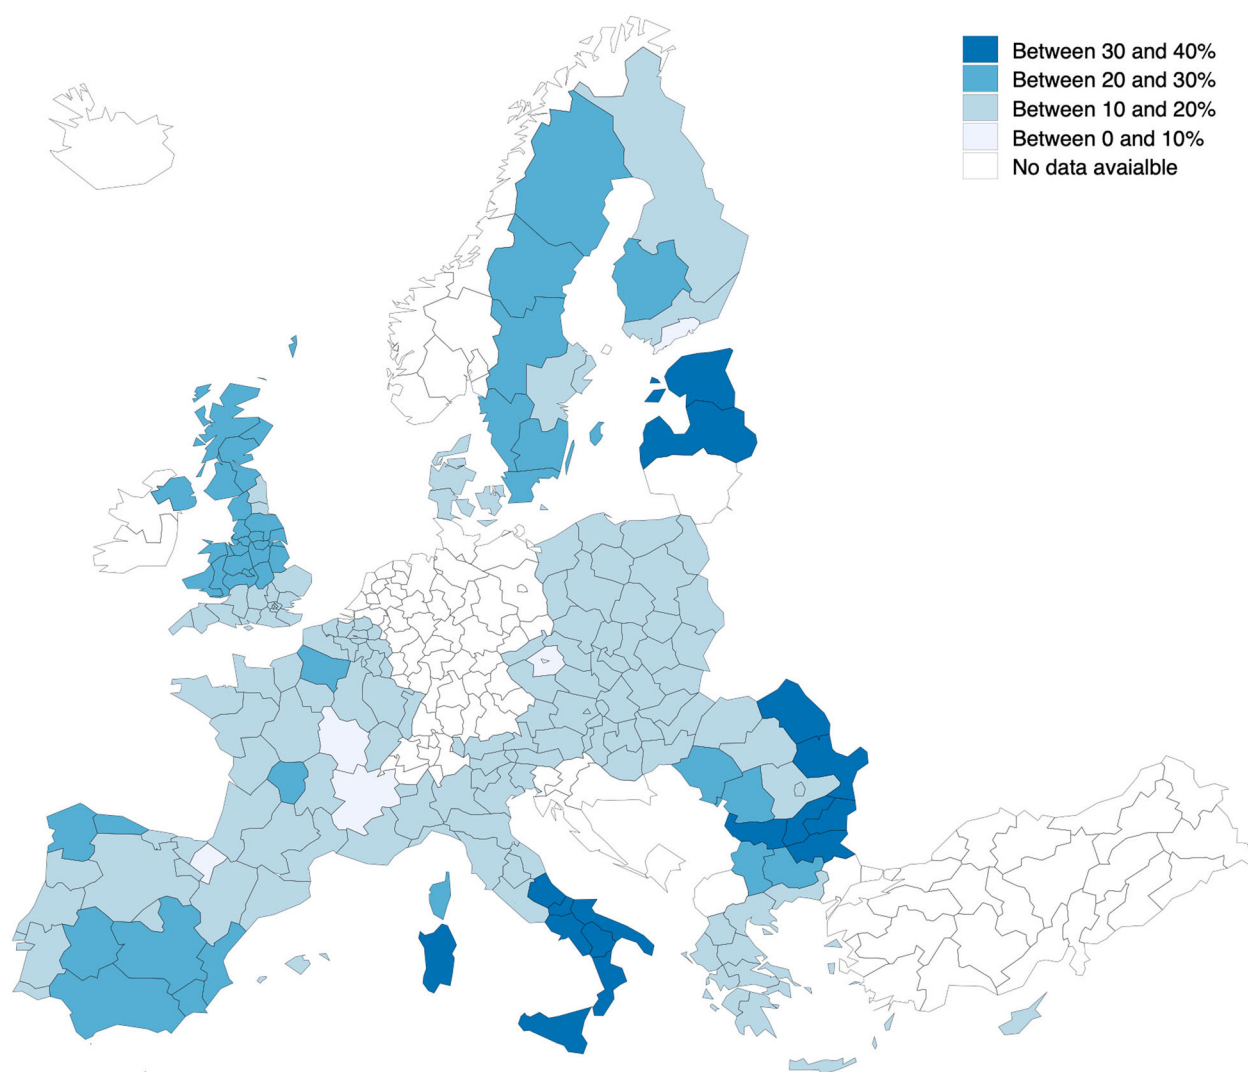 Between 30 and 40%
Between 20 and 30%
Between 10 and 20%
Between 0 and 10%
No data avaialble